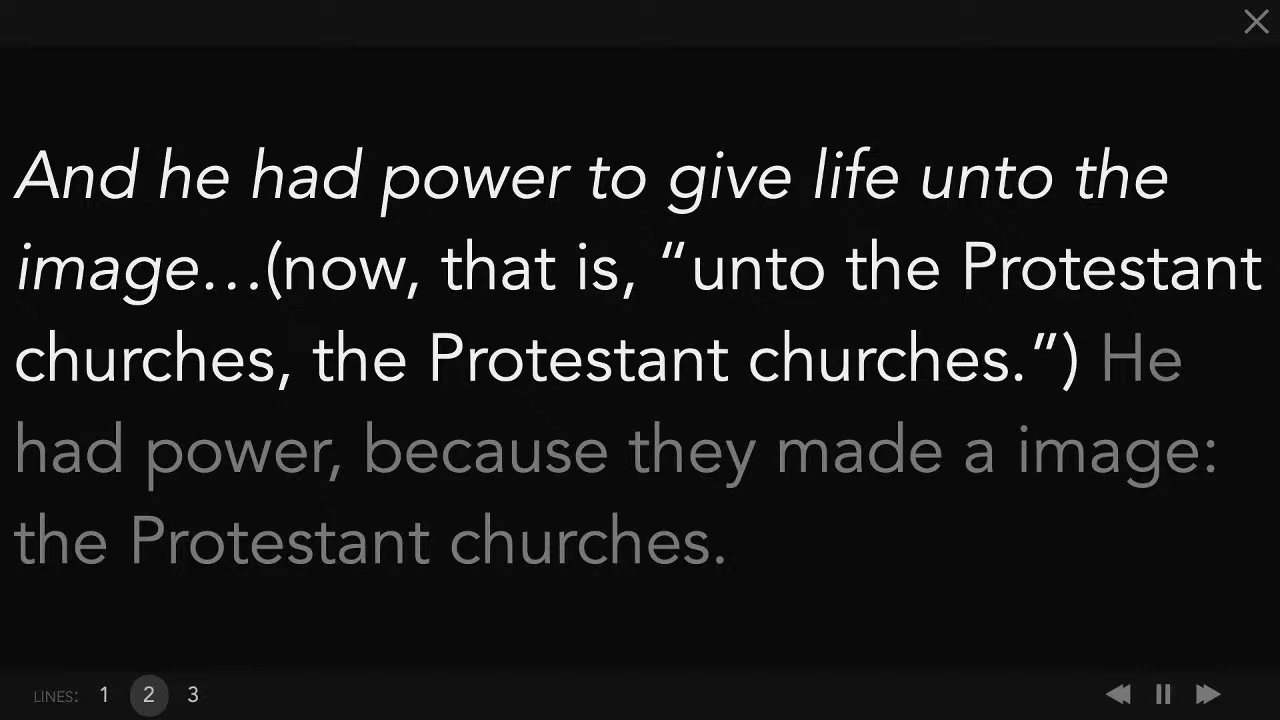 And he had power to give life unto the
image…(now, that is, “unto the Protestant
churches, the Protestant churches.”) He
had power, because they made a image:
the Protestant churches.
LINES: 1 2 3